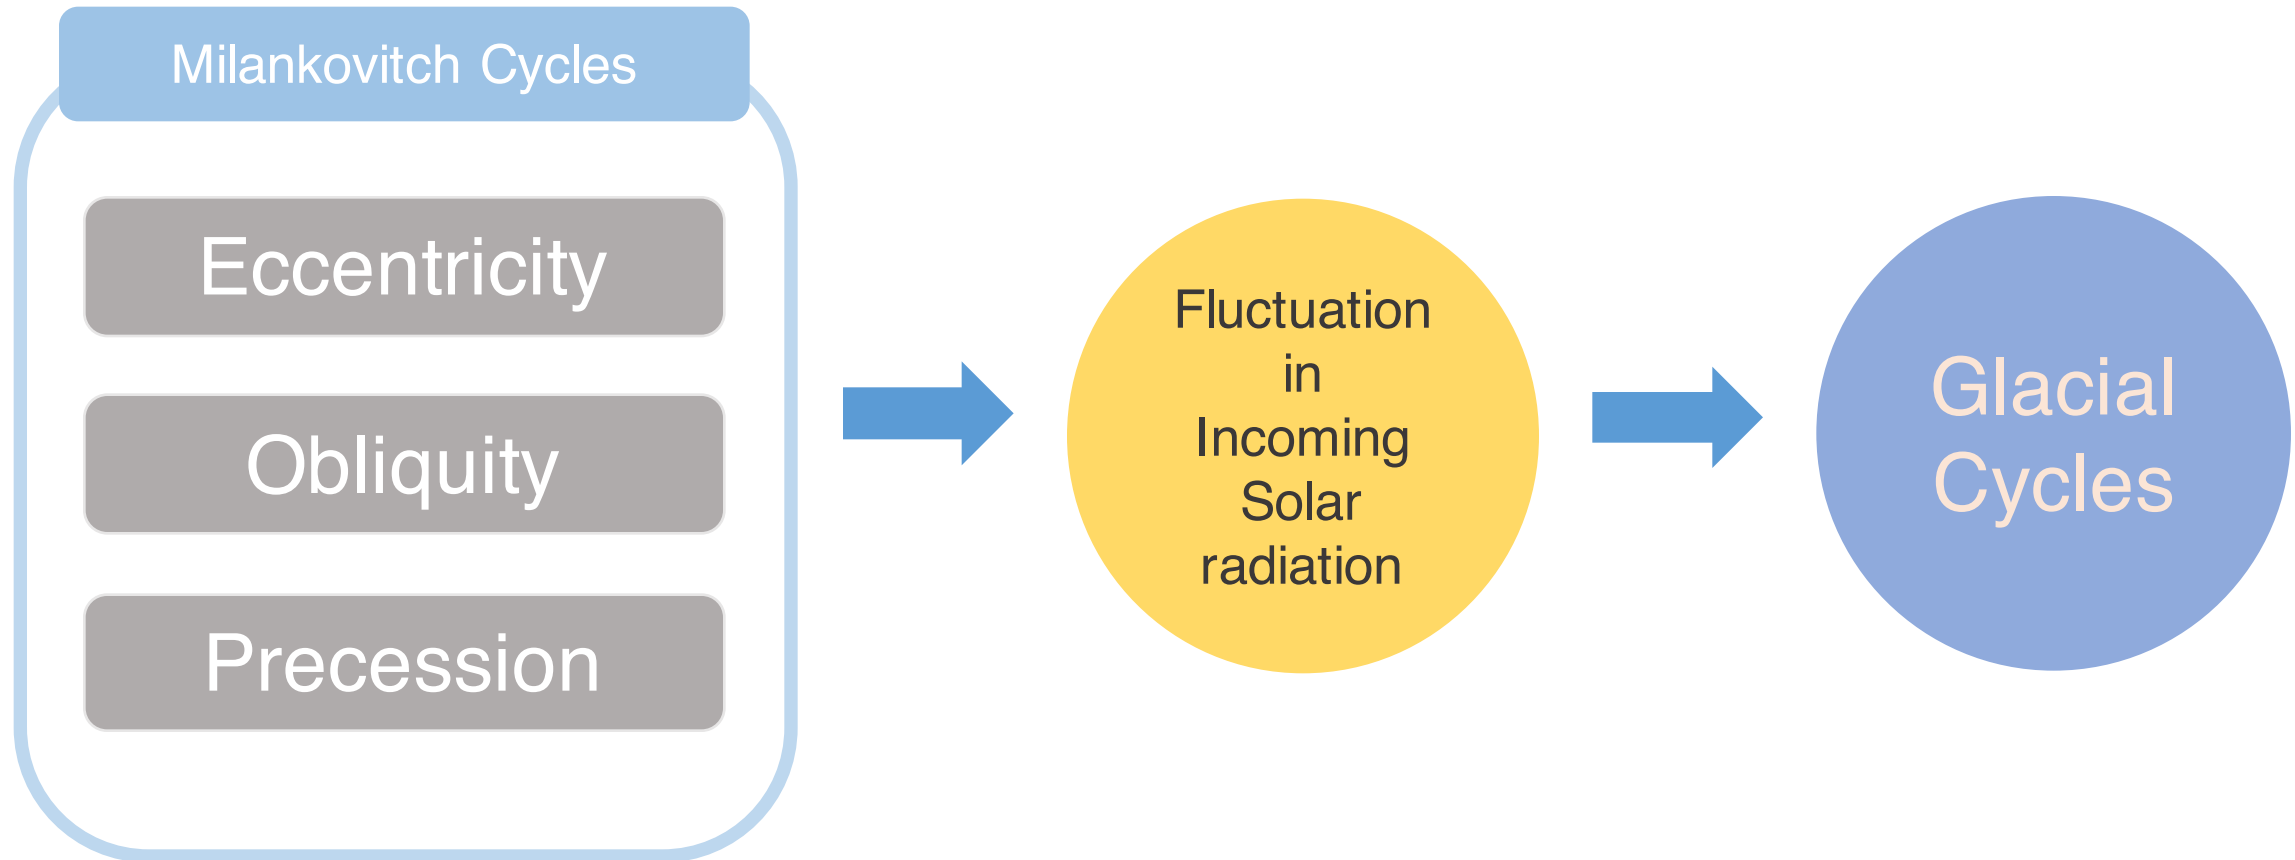 Milankovitch Cycles
Eccentricity
Obliquity
Precession
Fluctuation
in
Incoming
Solar
radiation
Glacial
Cycles